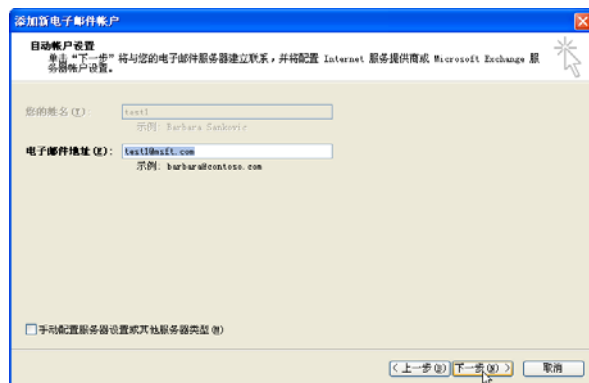 添加新电子邮件帐户
自动帐户设置
单击“下一步”将与您的电子邮件服务器建立联系，并将配置 Internet 服务提供商或 Microsoft Exchange 服
务器帐户设置。
您的姓名(Y): test1
示例: Barbara Sankovic
电子邮件地址(E): test1@msft.com
示例: barbara@contoso.com
手动配置服务器设置或其他服务器类型(M)
<上一步(B) 下一步(N)> 取消